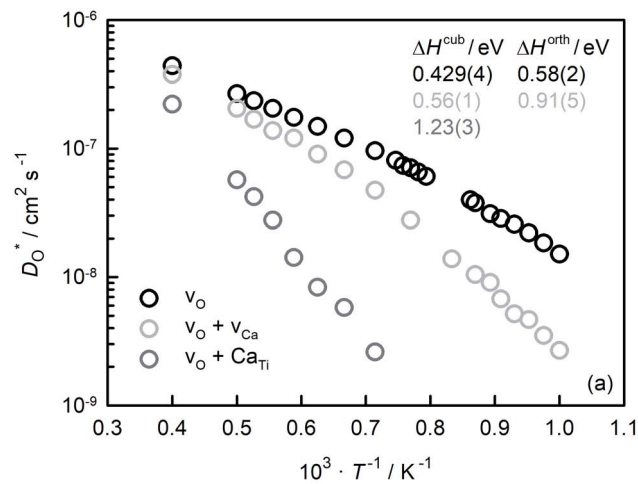 10⁻⁶
10⁻⁷
10⁻⁸
10⁻⁹
D_O* / cm² s⁻¹
ΔH^cub / eV ΔH^orth / eV
0.429(4) 0.58(2)
0.56(1) 0.91(5)
1.23(3)
v_O
v_O + v_Ca
v_O + Ca_Ti
(a)
0.3 0.4 0.5 0.6 0.7 0.8 0.9 1.0 1.1
10³ · T⁻¹ / K⁻¹